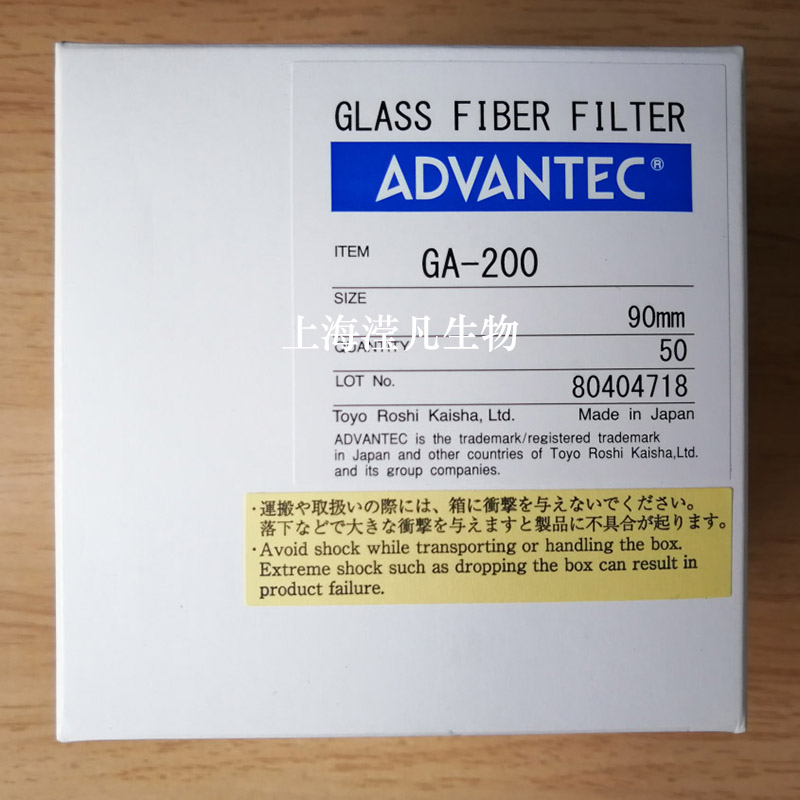 GLASS FIBER FILTER
ADVANTEC®
ITEM GA-200
SIZE 90mm
上海滢凡生物
QUANTITY 50
LOT No. 80404718
Toyo Roshi Kaisha, Ltd. Made in Japan
ADVANTEC is the trademark/registered trademark
in Japan and other countries of Toyo Roshi Kaisha,Ltd.
and its group companies.
・運搬や取扱いの際には、箱に衝撃を与えないでください。
落下などで大きな衝撃を与えますと製品に不具合が起ります。
・Avoid shock while transporting or handling the box.
Extreme shock such as dropping the box can result in
product failure.